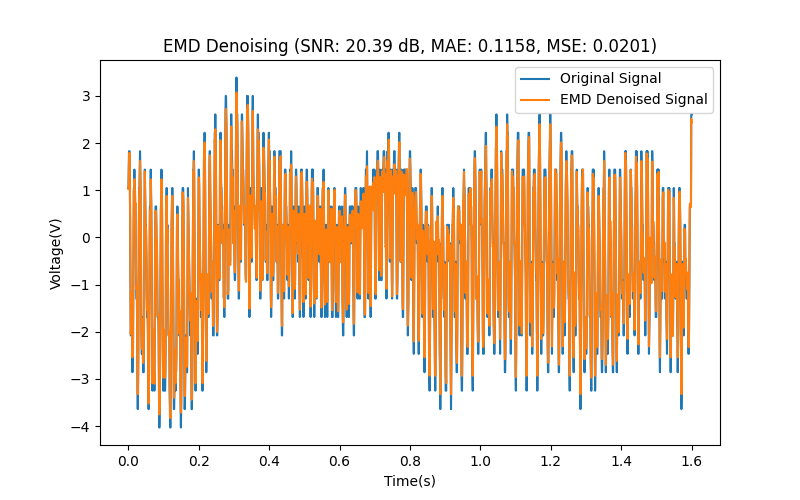 EMD Denoising (SNR: 20.39 dB, MAE: 0.1158, MSE: 0.0201)
Original Signal
EMD Denoised Signal
Voltage(V)
3
2
1
0
−1
−2
−3
−4
0.0 0.2 0.4 0.6 0.8 1.0 1.2 1.4 1.6
Time(s)